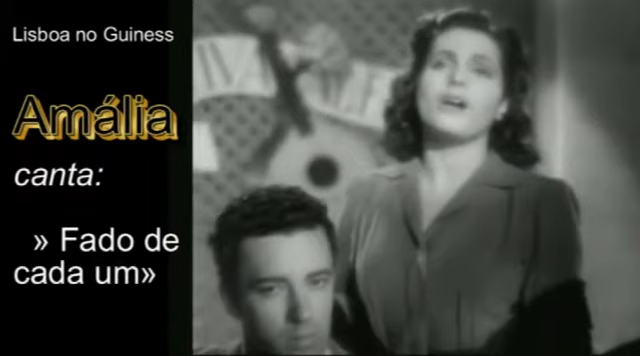 Lisboa no Guiness
Amália
canta:
» Fado de
cada um»